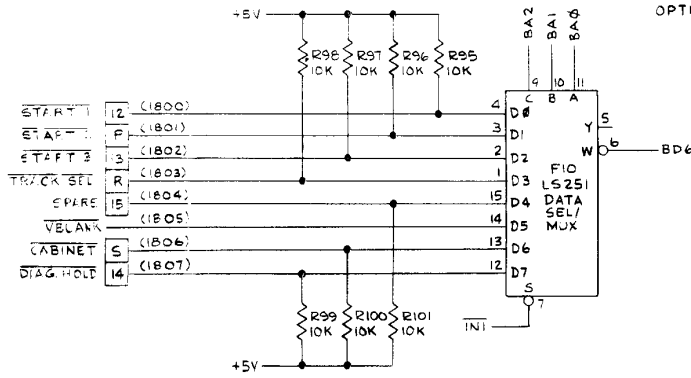 OPTI
+5V
BA2
BA1
BAØ
R98 10K
R97 10K
R96 10K
R95 10K
9 10 11
C B A
START 1 12 (1800) 4 DØ
START 2 F (1801) 3 D1
START 3 13 (1802) 2 D2
TRACK SEL R (1803) 1 D3
SPARE 15 (1804) 15 D4
VBLANK (1805) 14 D5
CABINET S (1806) 13 D6
DIAG. HOLD 14 (1807) 12 D7
Y 5
W 6 BD6
F10
LS251
DATA
SEL/
MUX
S
7
IN1
R99 10K
R100 10K
R101 10K
+5V